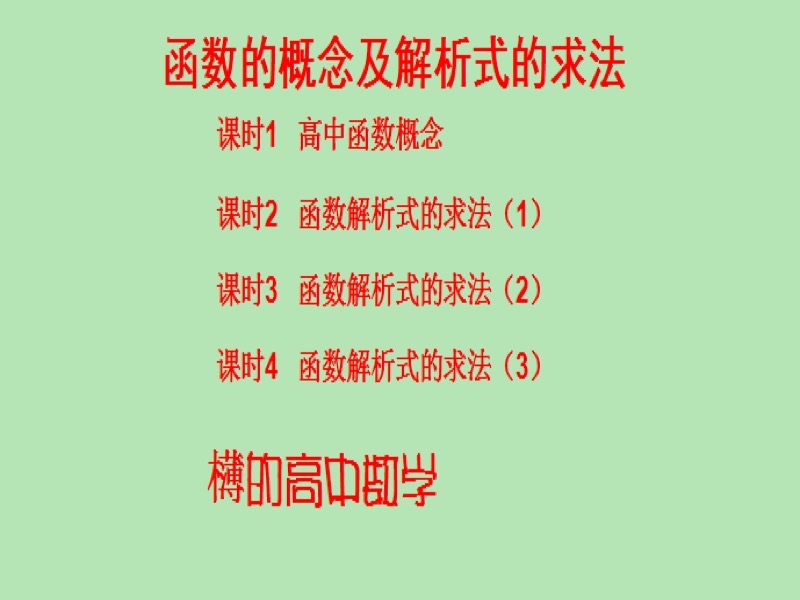 函数的概念及解析式的求法
课时1 高中函数概念
课时2 函数解析式的求法（1）
课时3 函数解析式的求法（2）
课时4 函数解析式的求法（3）
的高中数学